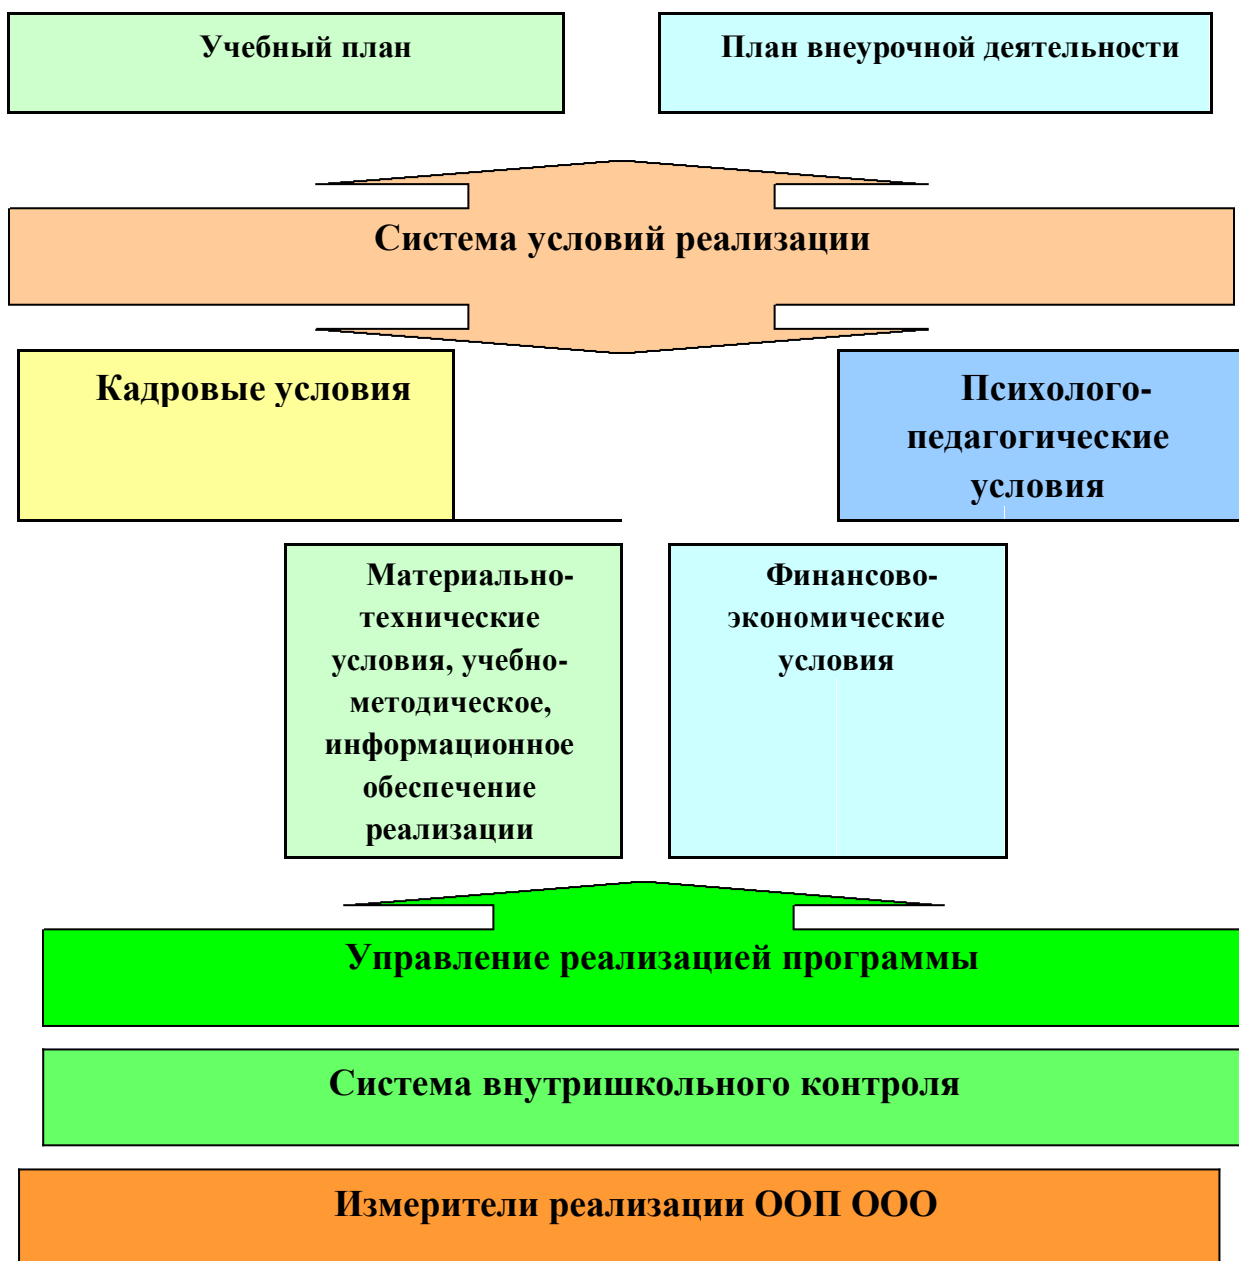 Учебный план
План внеурочной деятельности
Система условий реализации
Кадровые условия
Психолого-
педагогические
условия
Материально-
технические
условия, учебно-
методическое,
информационное
обеспечение
реализации
Финансово-
экономические
условия
Управление реализацией программы
Система внутришкольного контроля
Измерители реализации ООП ООО